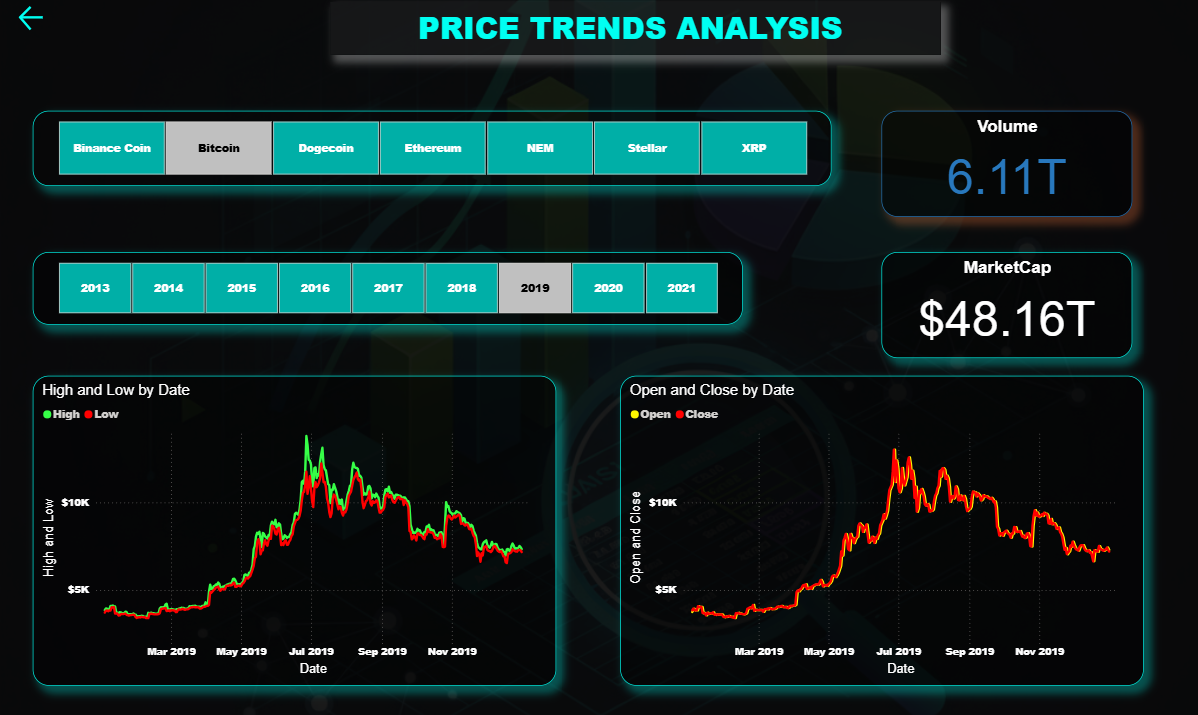 PRICE TRENDS ANALYSIS
Binance Coin
Bitcoin
Dogecoin
Ethereum
NEM
Stellar
XRP
Volume
6.11T
2013
2014
2015
2016
2017
2018
2019
2020
2021
MarketCap
$48.16T
High and Low by Date
High Low
High and Low
$10K
$5K
Mar 2019 May 2019 Jul 2019 Sep 2019 Nov 2019
Date
Open and Close by Date
Open Close
Open and Close
$10K
$5K
Mar 2019 May 2019 Jul 2019 Sep 2019 Nov 2019
Date